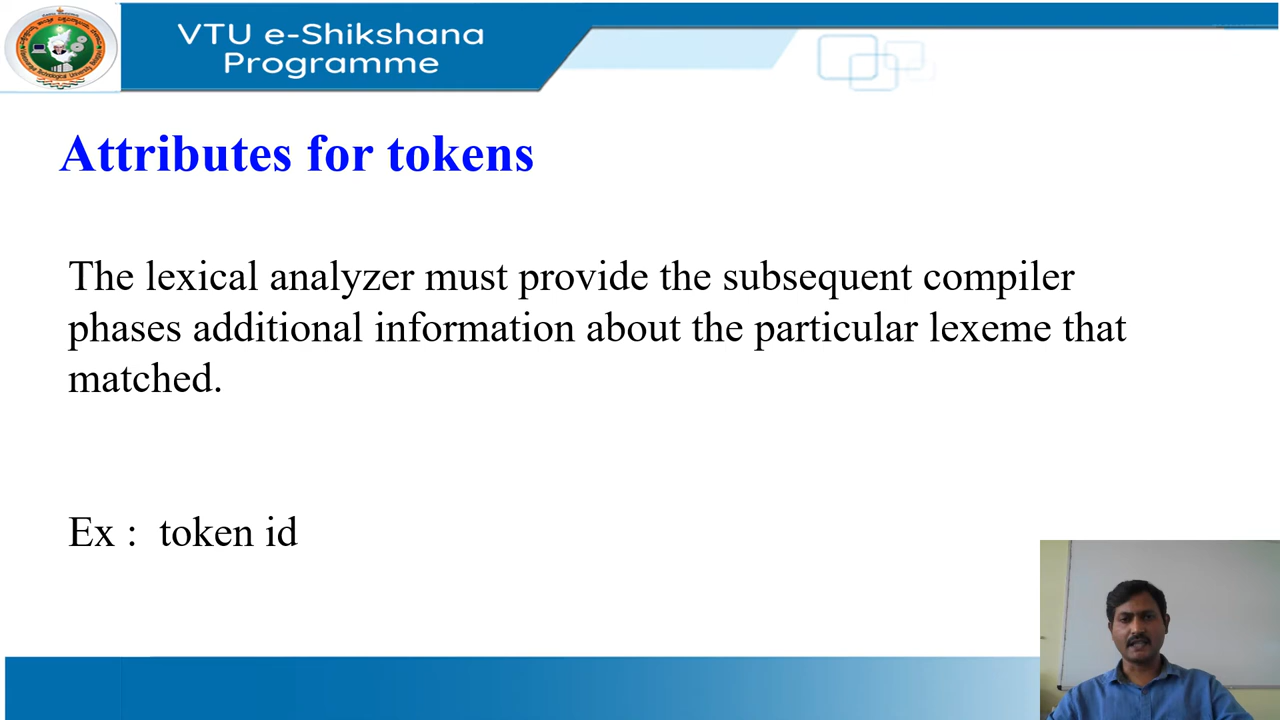 VTU e-Shikshana
Programme
Attributes for tokens
The lexical analyzer must provide the subsequent compiler
phases additional information about the particular lexeme that
matched.
Ex : token id